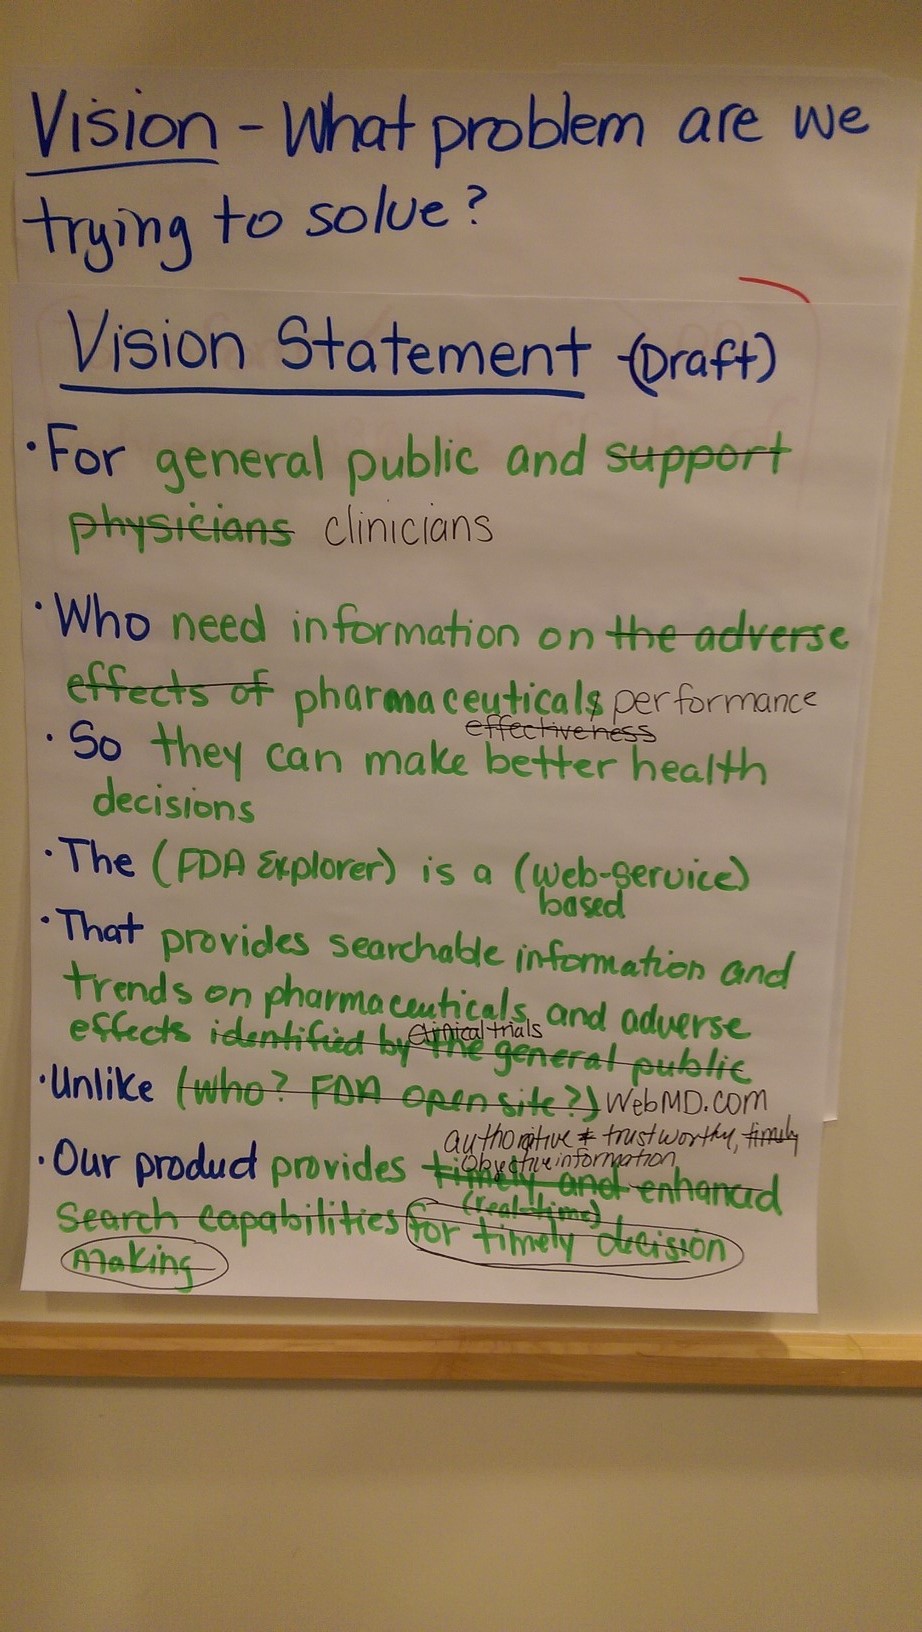 Vision - What problem are we
trying to solve?
Vision Statement (Draft)
• For general public and support
physicians clinicians
• Who need information on the adverse
effects of pharmaceuticals performance
effectiveness
• So they can make better health
decisions
• The (FDA Explorer) is a (web-service)
based
• That provides searchable information and
trends on pharmaceuticals and adverse
clinical trials
effects identified by the general public
• Unlike (who? FDA open site?) WebMD.com
authoritive & trustworthy, timely
objective information
• Our product provides timely and enhanced
(real-time)
search capabilities for timely decision
making